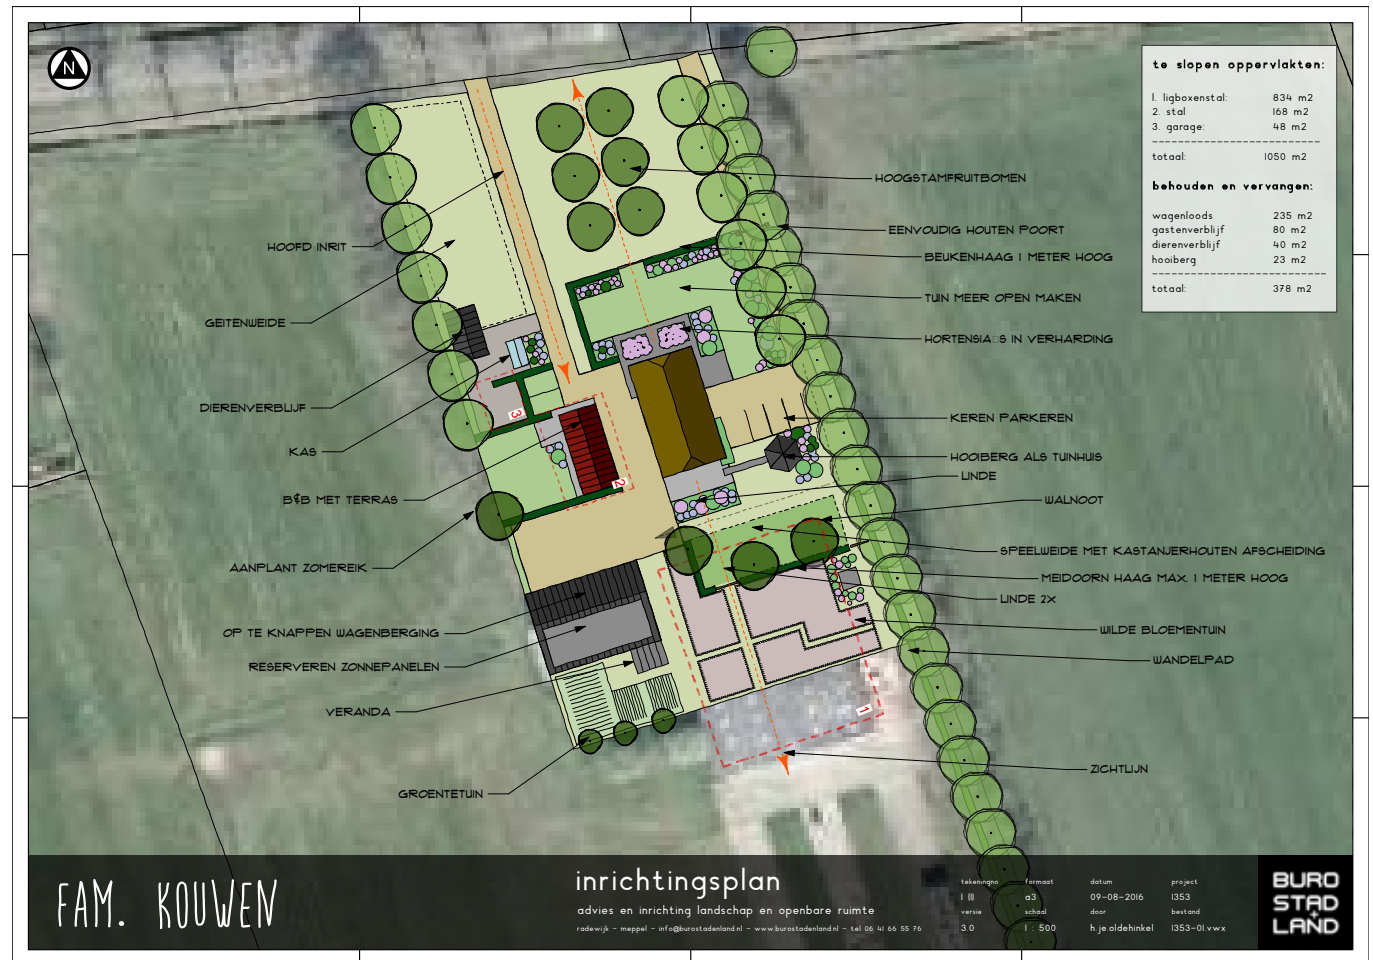 N
te slopen oppervlakten:
1. ligboxenstal: 834 m2
2. stal 168 m2
3. garage: 48 m2
totaal: 1050 m2
behouden en vervangen:
wagenloods 235 m2
gastenverblijf 80 m2
dierenverblijf 40 m2
hooiberg 23 m2
totaal: 378 m2
HOOGSTAMFRUITBOMEN
EENVOUDIG HOUTEN POORT
BEUKENHAAG 1 METER HOOG
TUIN MEER OPEN MAKEN
HORTENSIA□S IN VERHARDING
KEREN PARKEREN
HOOIBERG ALS TUINHUIS
LINDE
WALNOOT
SPEELWEIDE MET KASTANJERHOUTEN AFSCHEIDING
MEIDOORN HAAG MAX. 1 METER HOOG
LINDE 2X
WILDE BLOEMENTUIN
WANDELPAD
ZICHTLIJN
HOOFD INRIT
GEITENWEIDE
DIERENVERBLIJF
KAS
B$B MET TERRAS
AANPLANT ZOMEREIK
OP TE KNAPPEN WAGENBERGING
RESERVEREN ZONNEPANELEN
VERANDA
GROENTETUIN
3
2
1
FAM. KOUWEN
inrichtingsplan
advies en inrichting landschap en openbare ruimte
radewijk - meppel - info@burostadenland.nl - www.burostadenland.nl - tel 06 41 66 55 76
tekeningno formaat datum project
1 (1) a3 09-08-2016 1353
versie schaal door bestand
3.0 1 : 500 h.je.oldehinkel 1353-01.vwx
BURO
STAD
+
LAND